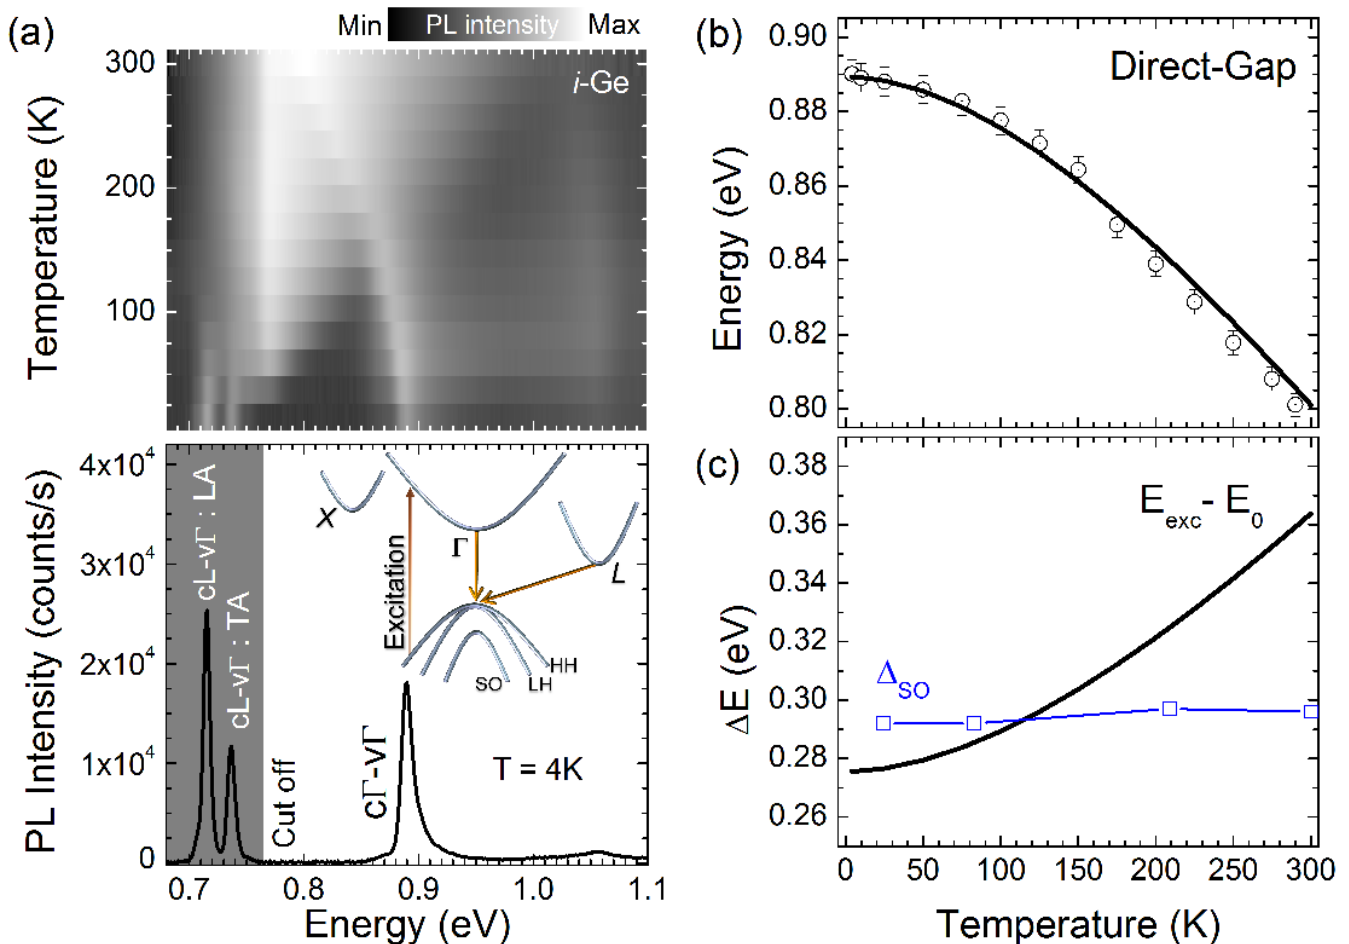 (a)
Min PL intensity Max
i-Ge
300
200
100
Temperature (K)
4x10⁴
3x10⁴
2x10⁴
1x10⁴
0
PL Intensity (counts/s)
cL-vΓ : LA
cL-vΓ : TA
Cut off
cΓ-vΓ
X
Γ
L
Excitation
SO
LH
HH
T = 4K
0.7 0.8 0.9 1.0 1.1
Energy (eV)
(b)
Direct-Gap
0.90
0.88
0.86
0.84
0.82
0.80
Energy (eV)
(c)
E_exc- E_0
Δ_SO
0.38
0.36
0.34
0.32
0.30
0.28
0.26
ΔE (eV)
0 50 100 150 200 250 300
Temperature (K)